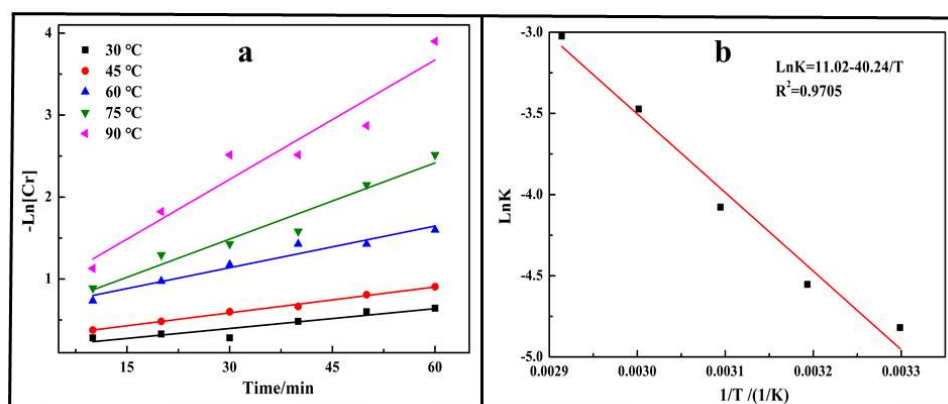 a
30 °C
45 °C
60 °C
75 °C
90 °C
-Ln[Cr]
4
3
2
1
15
30
45
60
Time/min
b
LnK=11.02-40.24/T
R²=0.9705
LnK
-3.0
-3.5
-4.0
-4.5
-5.0
0.0029
0.0030
0.0031
0.0032
0.0033
1/T /(1/K)